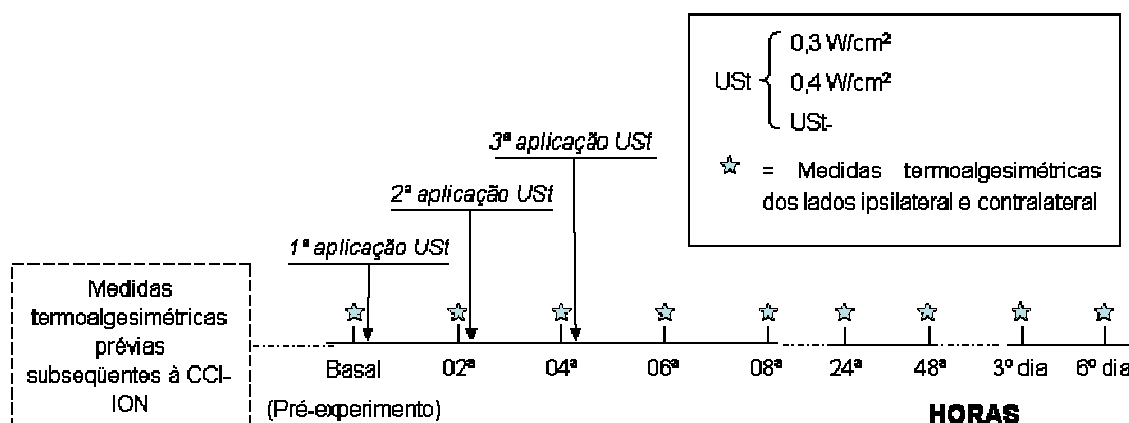 USt
0,3 W/cm²
0,4 W/cm²
USt-
= Medidas termoalgesimétricas
dos lados ipsilateral e contralateral
3ª aplicação USt
2ª aplicação USt
1ª aplicação USt
Medidas
termoalgesimétricas
prévias
subseqüentes à CCI-
ION
Basal
02ª
04ª
06ª
08ª
24ª
48ª
3º dia
6º dia
(Pré-experimento)
HORAS